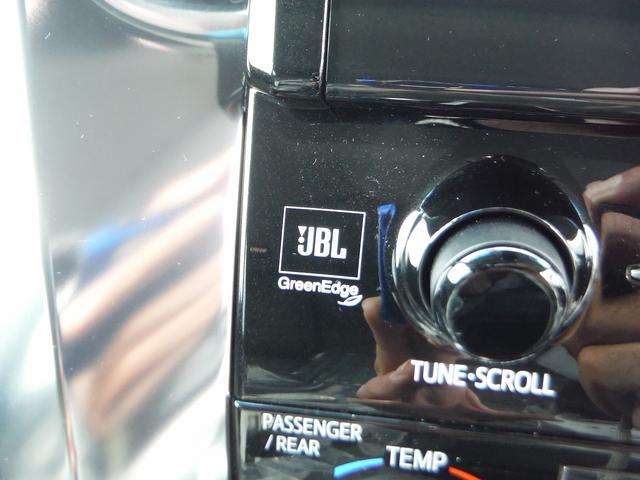 JBL
GreenEdge
TUNE·SCROLL
PASSENGER
/ REAR
TEMP